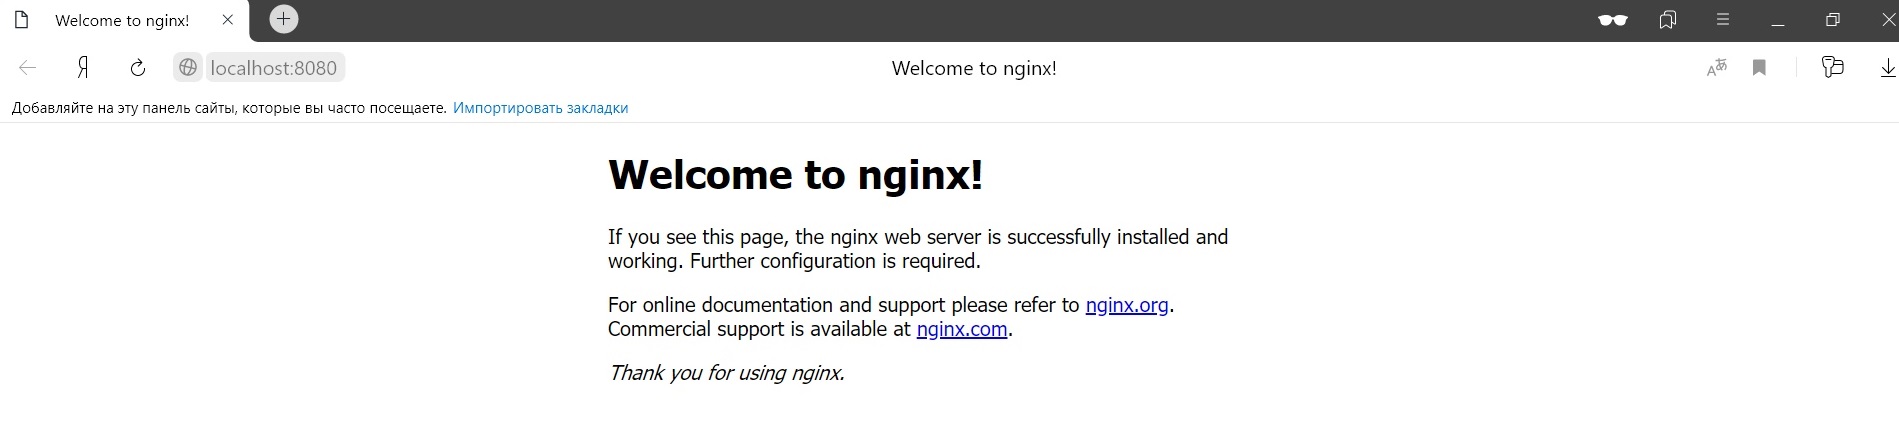 Welcome to nginx!
Я localhost:8080 Welcome to nginx!
Добавляйте на эту панель сайты, которые вы часто посещаете. Импортировать закладки
Welcome to nginx!
If you see this page, the nginx web server is successfully installed and
working. Further configuration is required.
For online documentation and support please refer to nginx.org.
Commercial support is available at nginx.com.
Thank you for using nginx.